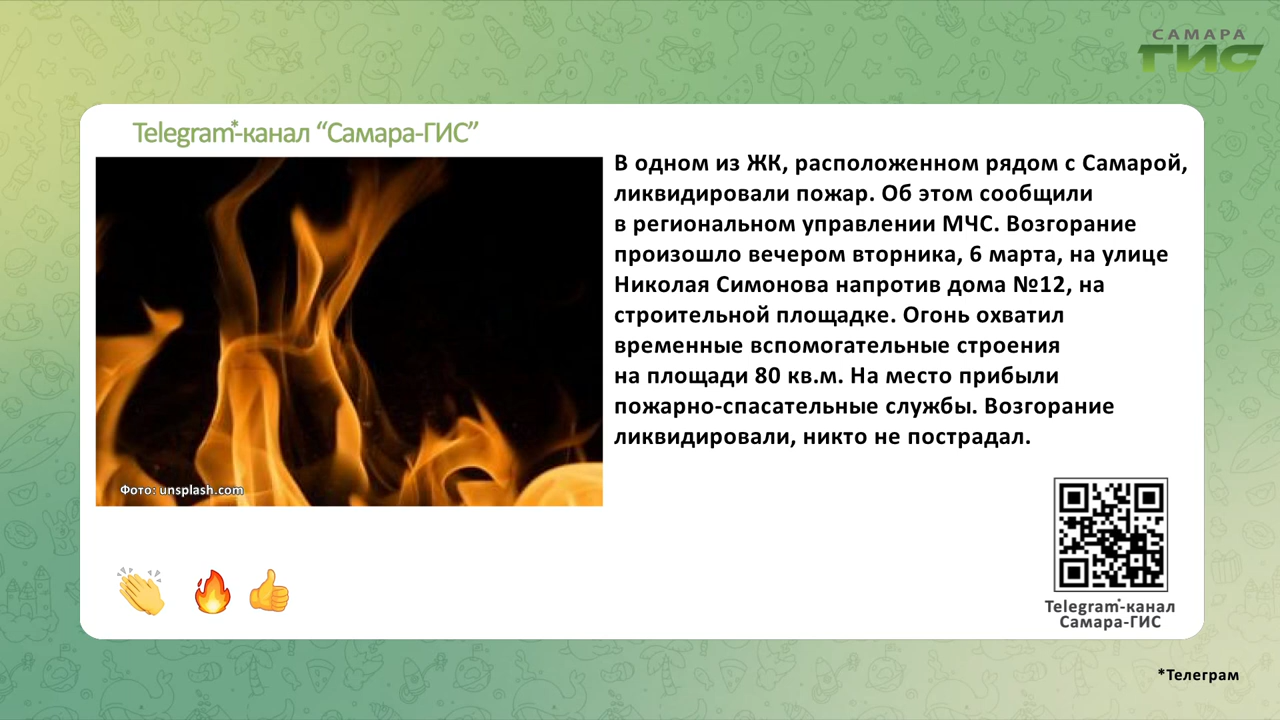 САМАРА
ГИС
Telegram*-канал “Самара-ГИС”
В одном из ЖК, расположенном рядом с Самарой,
ликвидировали пожар. Об этом сообщили
в региональном управлении МЧС. Возгорание
произошло вечером вторника, 6 марта, на улице
Николая Симонова напротив дома №12, на
строительной площадке. Огонь охватил
временные вспомогательные строения
на площади 80 кв.м. На место прибыли
пожарно-спасательные службы. Возгорание
ликвидировали, никто не пострадал.
Фото: unsplash.com
Telegram*-канал
Самара-ГИС
*Телеграм